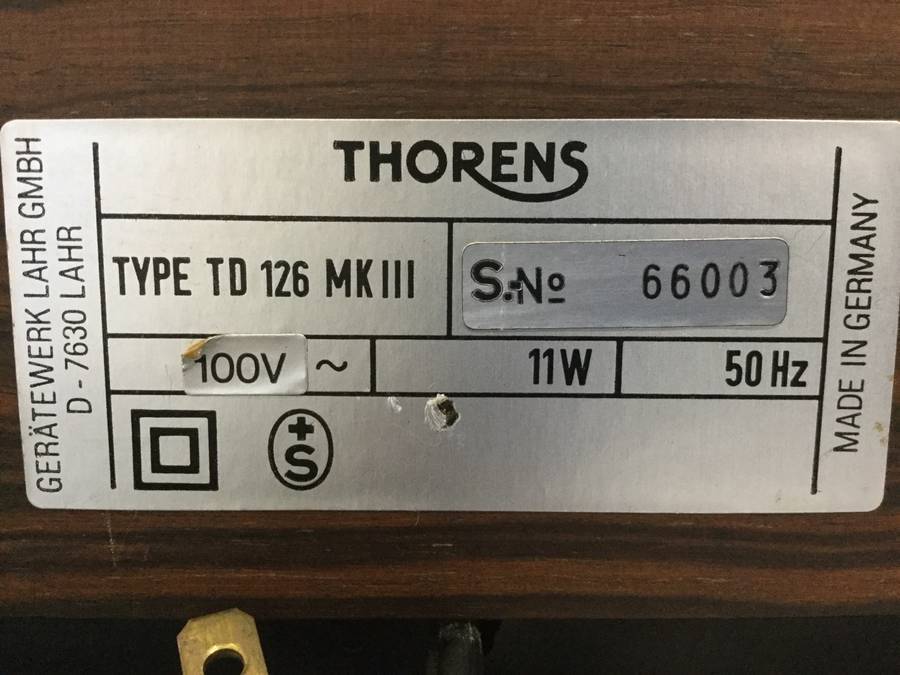 THORENS
TYPE TD 126 MK III
S.-No 66003
100V ~
11W
50 Hz
+
S
GERÄTEWERK LAHR GMBH
D - 7630 LAHR
MADE IN GERMANY